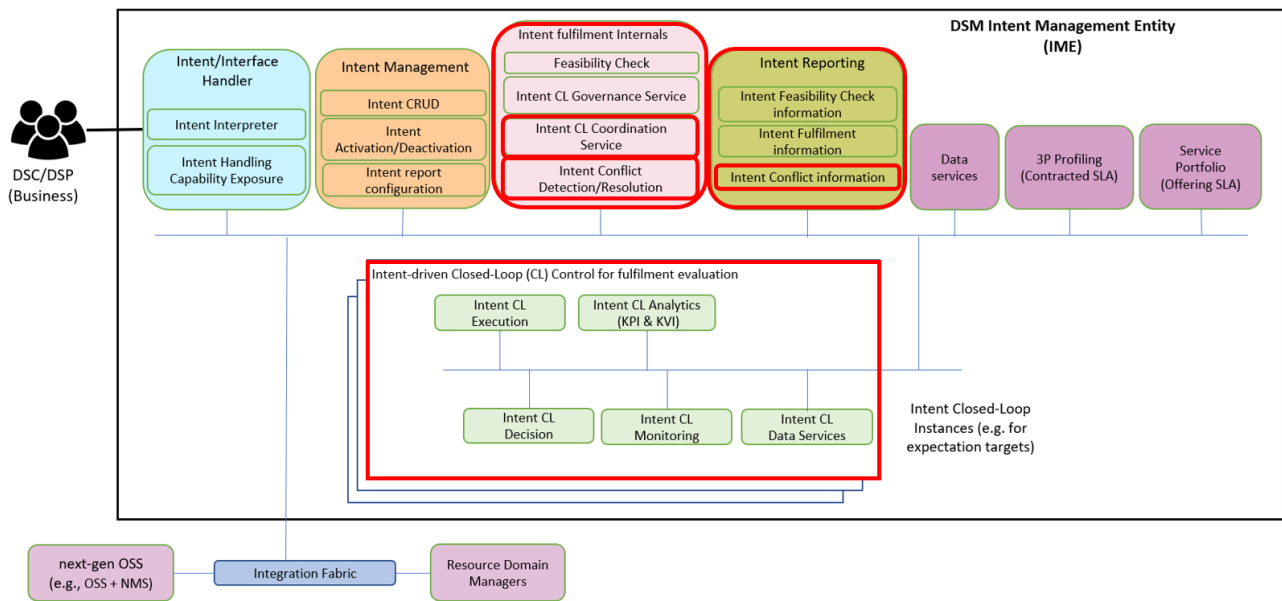 DSM Intent Management Entity
(IME)
DSC/DSP
(Business)
Intent/Interface
Handler
Intent Interpreter
Intent Handling
Capability Exposure
Intent Management
Intent CRUD
Intent
Activation/Deactivation
Intent report
configuration
Intent fulfilment Internals
Feasibility Check
Intent CL Governance Service
Intent CL Coordination
Service
Intent Conflict
Detection/Resolution
Intent Reporting
Intent Feasibility Check
information
Intent Fulfilment
information
Intent Conflict information
Data
services
3P Profiling
(Contracted SLA)
Service
Portfolio
(Offering SLA)
Intent-driven Closed-Loop (CL) Control for fulfilment evaluation
Intent CL
Execution
Intent CL Analytics
(KPI & KVI)
Intent CL
Decision
Intent CL
Monitoring
Intent CL
Data Services
Intent Closed-Loop
Instances (e.g. for
expectation targets)
next-gen OSS
(e.g., OSS + NMS)
Integration Fabric
Resource Domain
Managers